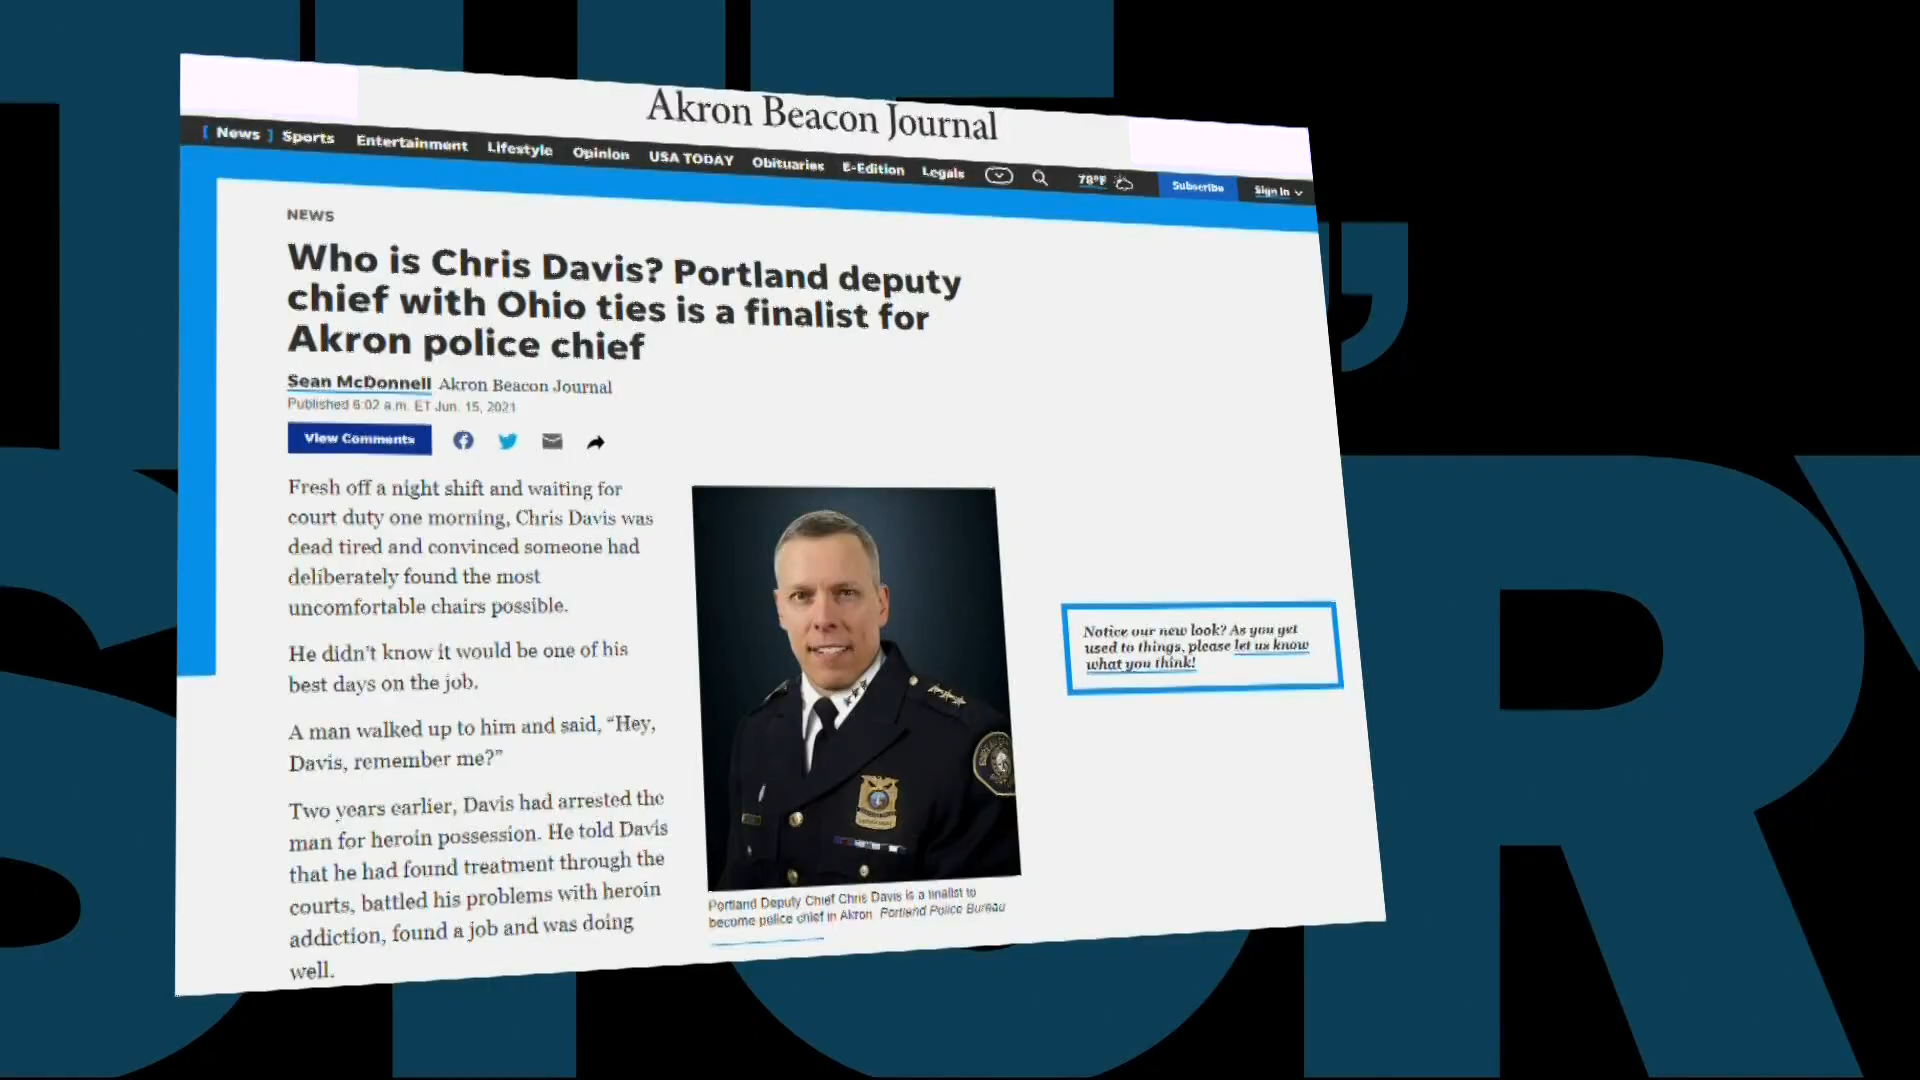 Akron Beacon Journal
[ News ] Sports Entertainment Lifestyle Opinion USA TODAY Obituaries E-Edition Legals 78°F Subscribe Sign In
NEWS
Who is Chris Davis? Portland deputy
chief with Ohio ties is a finalist for
Akron police chief
Sean McDonnell Akron Beacon Journal
Published 6:02 a.m. ET Jun. 15, 2021
View Comments
Fresh off a night shift and waiting for
court duty one morning, Chris Davis was
dead tired and convinced someone had
deliberately found the most
uncomfortable chairs possible.
He didn't know it would be one of his
best days on the job.
A man walked up to him and said, “Hey,
Davis, remember me?”
Two years earlier, Davis had arrested the
man for heroin possession. He told Davis
that he had found treatment through the
courts, battled his problems with heroin
addiction, found a job and was doing
well.
Portland Deputy Chief Chris Davis is a finalist to
become police chief in Akron Portland Police Bureau
Notice our new look? As you get
used to things, please let us know
what you think!